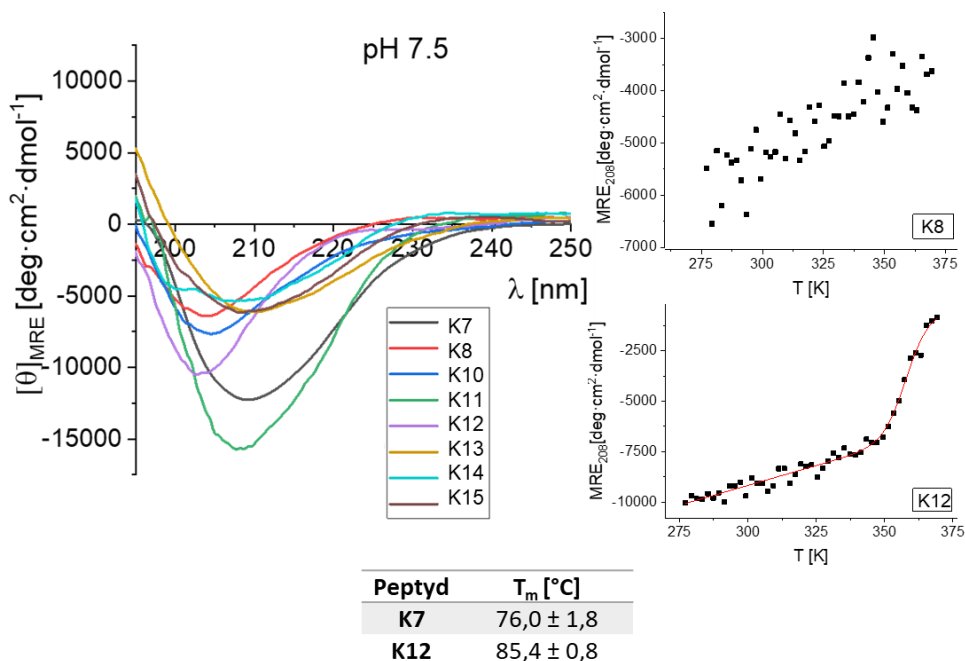 pH 7.5
[θ]MRE [deg·cm²·dmol⁻¹]
10000
5000
0
-5000
-10000
-15000
200
210
220
230
240
250
λ [nm]
K7
K8
K10
K11
K12
K13
K14
K15
MRE₂₀₈[deg·cm²·dmol⁻¹]
-3000
-4000
-5000
-6000
-7000
275
300
325
350
375
T [K]
K8
MRE₂₀₈[deg·cm²·dmol⁻¹]
-2500
-5000
-7500
-10000
275
300
325
350
375
T [K]
K12
Peptyd Tₘ [°C]
K7 76,0 ± 1,8
K12 85,4 ± 0,8